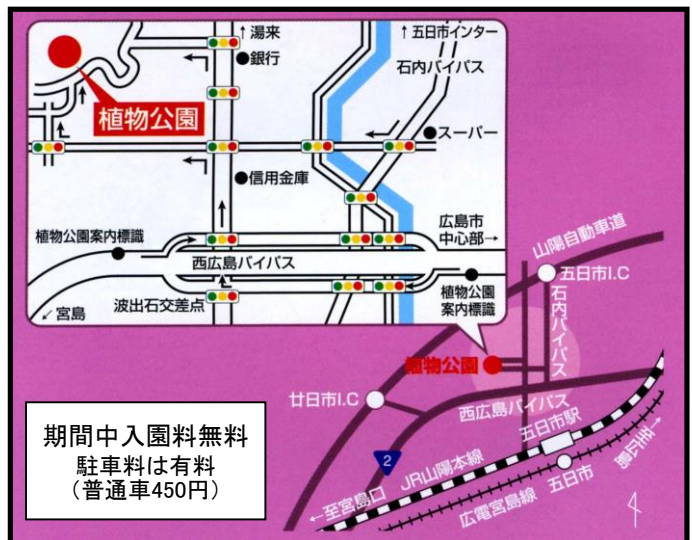 ↑湯来
●銀行
↑五日市インター
石内バイパス
植物公園
●スーパー
●信用金庫
植物公園案内標識
広島市
中心部→
西広島バイパス
↙宮島
波出石交差点
植物公園
案内標識
山陽自動車道
五日市I.C
石内バイパス
植物公園
廿日市I.C
西広島バイパス
五日市駅
2
JR山陽本線
←至広島
五日市
←至宮島口
広電宮島線
期間中入園料無料
駐車料は有料
(普通車450円)